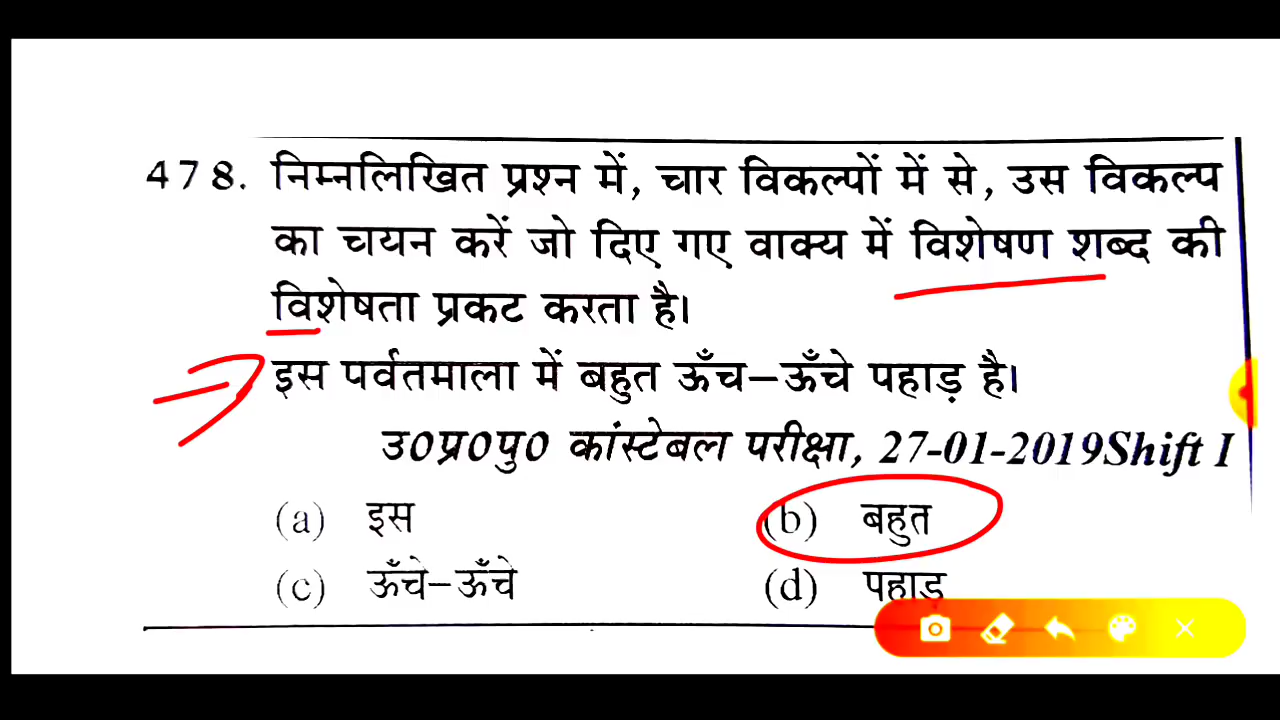 478. निम्नलिखित प्रश्न में, चार विकल्पों में से, उस विकल्प
का चयन करें जो दिए गए वाक्य में विशेषण शब्द की
विशेषता प्रकट करता है।
इस पर्वतमाला में बहुत ऊँच-ऊँचे पहाड़ है।
उ0प्र0पु0 कांस्टेबल परीक्षा, 27-01-2019Shift I
(a) इस (b) बहुत
(c) ऊँचे-ऊँचे (d) पहाड़